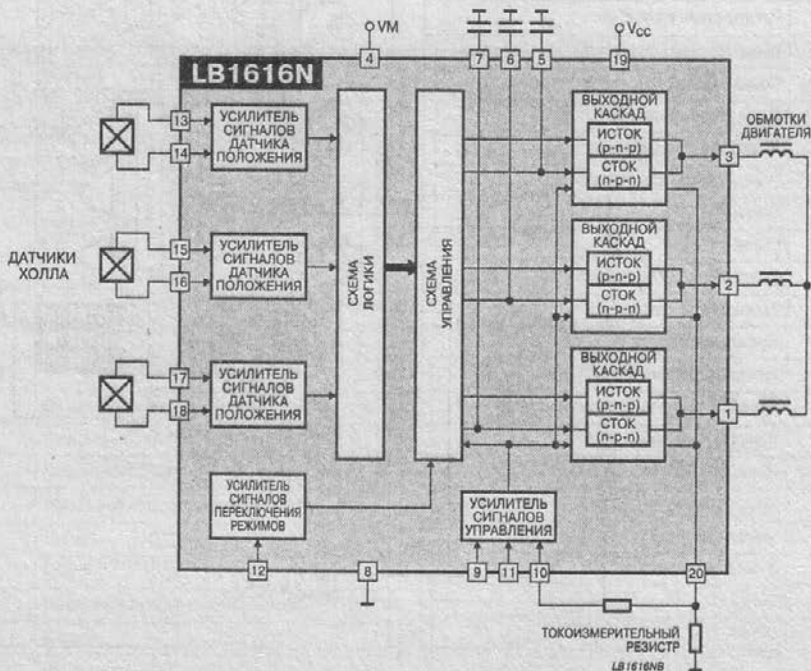 VM
7
6
5
VCC
4
19
LB1616N
13
14
УСИЛИТЕЛЬ
СИГНАЛОВ
ДАТЧИКА
ПОЛОЖЕНИЯ
ВЫХОДНОЙ
КАСКАД
ИСТОК
(p-n-p)
СТОК
(n-p-n)
ОБМОТКИ
ДВИГАТЕЛЯ
3
ДАТЧИКИ
ХОЛЛА
15
16
УСИЛИТЕЛЬ
СИГНАЛОВ
ДАТЧИКА
ПОЛОЖЕНИЯ
СХЕМА
ЛОГИКИ
СХЕМА
УПРАВЛЕНИЯ
ВЫХОДНОЙ
КАСКАД
ИСТОК
(p-n-p)
СТОК
(n-p-n)
2
17
18
УСИЛИТЕЛЬ
СИГНАЛОВ
ДАТЧИКА
ПОЛОЖЕНИЯ
ВЫХОДНОЙ
КАСКАД
ИСТОК
(p-n-p)
СТОК
(n-p-n)
1
УСИЛИТЕЛЬ
СИГНАЛОВ
ПЕРЕКЛЮЧЕНИЯ
РЕЖИМОВ
УСИЛИТЕЛЬ
СИГНАЛОВ
УПРАВЛЕНИЯ
12
8
9
11
10
20
ТОКОИЗМЕРИТЕЛЬНЫЙ
РЕЗИСТР
LB1616NB